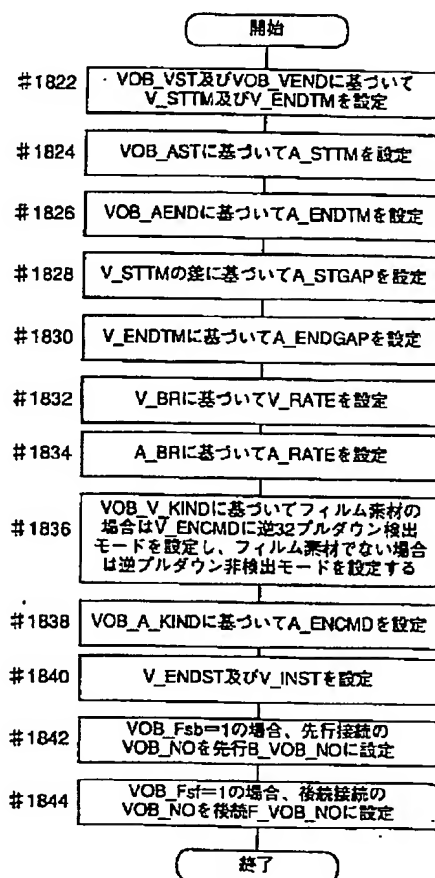 開始
#1822
VOB_VST及びVOB_VENDに基づいて
V_STTM及びV_ENDTMを設定
#1824
VOB_ASTに基づいてA_STTMを設定
#1826
VOB_AENDに基づいてA_ENDTMを設定
#1828
V_STTMの差に基づいてA_STGAPを設定
#1830
V_ENDTMに基づいてA_ENDGAPを設定
#1832
V_BRに基づいてV_RATEを設定
#1834
A_BRに基づいてA_RATEを設定
#1836
VOB_V_KINDに基づいてフィルム素材の
場合はV_ENCMDに逆32プルダウン検出
モードを設定し、フィルム素材でない場合
は逆プルダウン非検出モードを設定する
#1838
VOB_A_KINDに基づいてA_ENCMDを設定
#1840
V_ENDST及びV_INSTを設定
#1842
VOB_Fsb=1の場合、先行接続の
VOB_NOを先行B_VOB_NOに設定
#1844
VOB_Fsf=1の場合、後続接続の
VOB_NOを後続F_VOB_NOに設定
終了